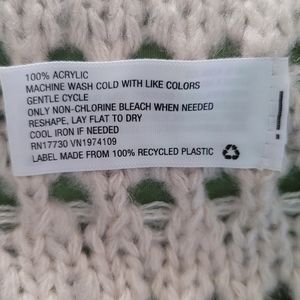 100% ACRYLIC
MACHINE WASH COLD WITH LIKE COLORS
GENTLE CYCLE
ONLY NON-CHLORINE BLEACH WHEN NEEDED
RESHAPE, LAY FLAT TO DRY
COOL IRON IF NEEDED
RN17730 VN1974109
LABEL MADE FROM 100% RECYCLED PLASTIC